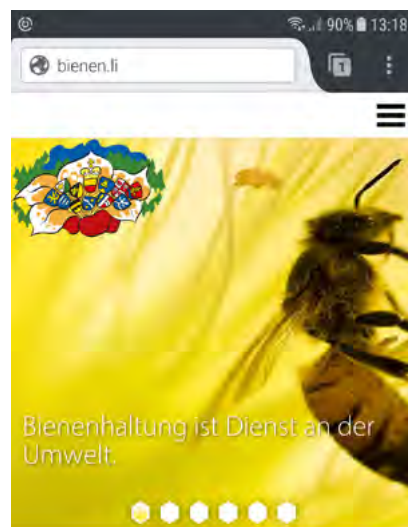 90% 13:18
bienen.li
1
Bienenhaltung ist Dienst an der
Umwelt.